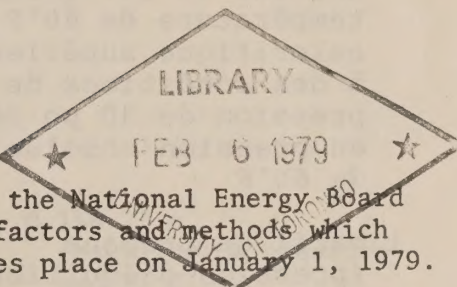 LIBRARY
★ FEB 6 1979 ☆
the National Energy Board
UNIVERSITY OF TORONTO
factors and methods which
es place on January 1, 1979.